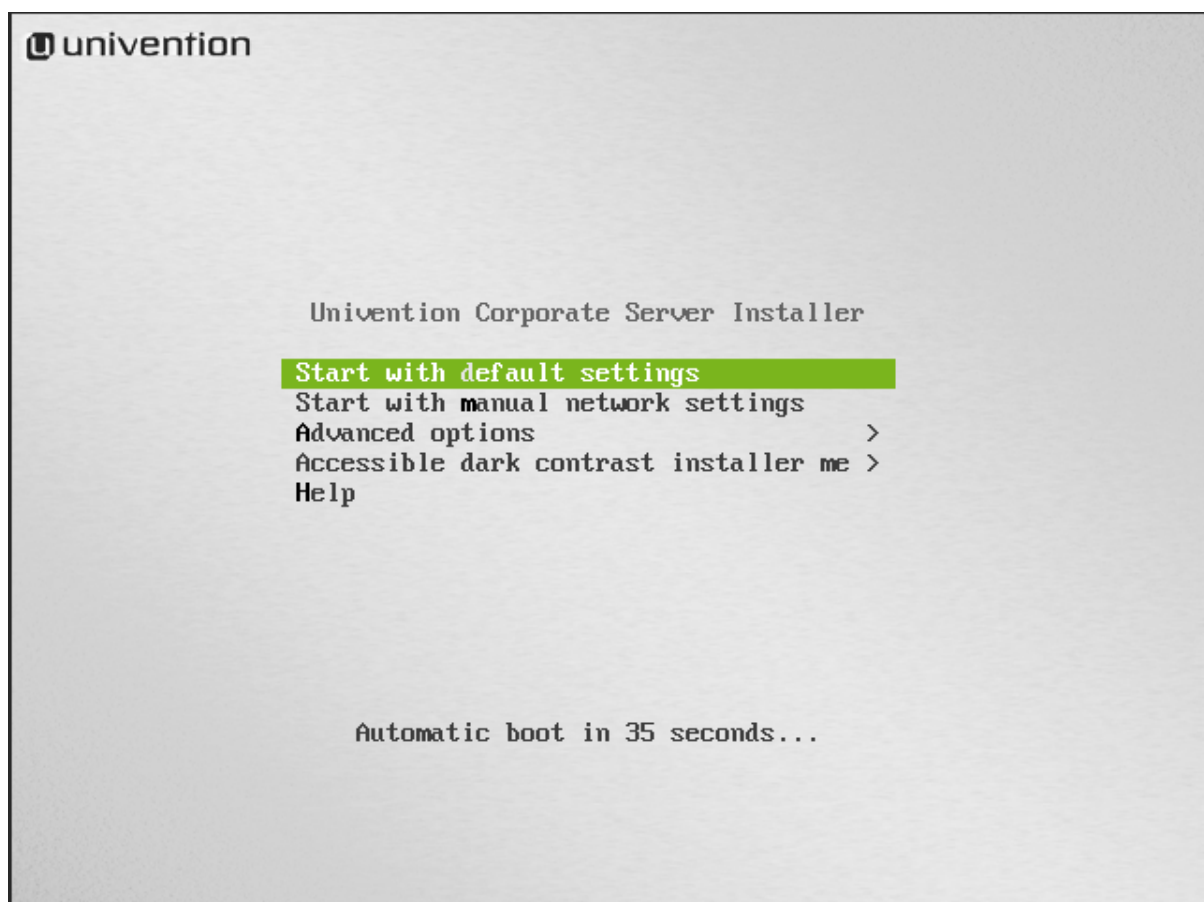 univention
Univention Corporate Server Installer
Start with default settings
Start with manual network settings
Advanced options >
Accessible dark contrast installer me >
Help
Automatic boot in 35 seconds...